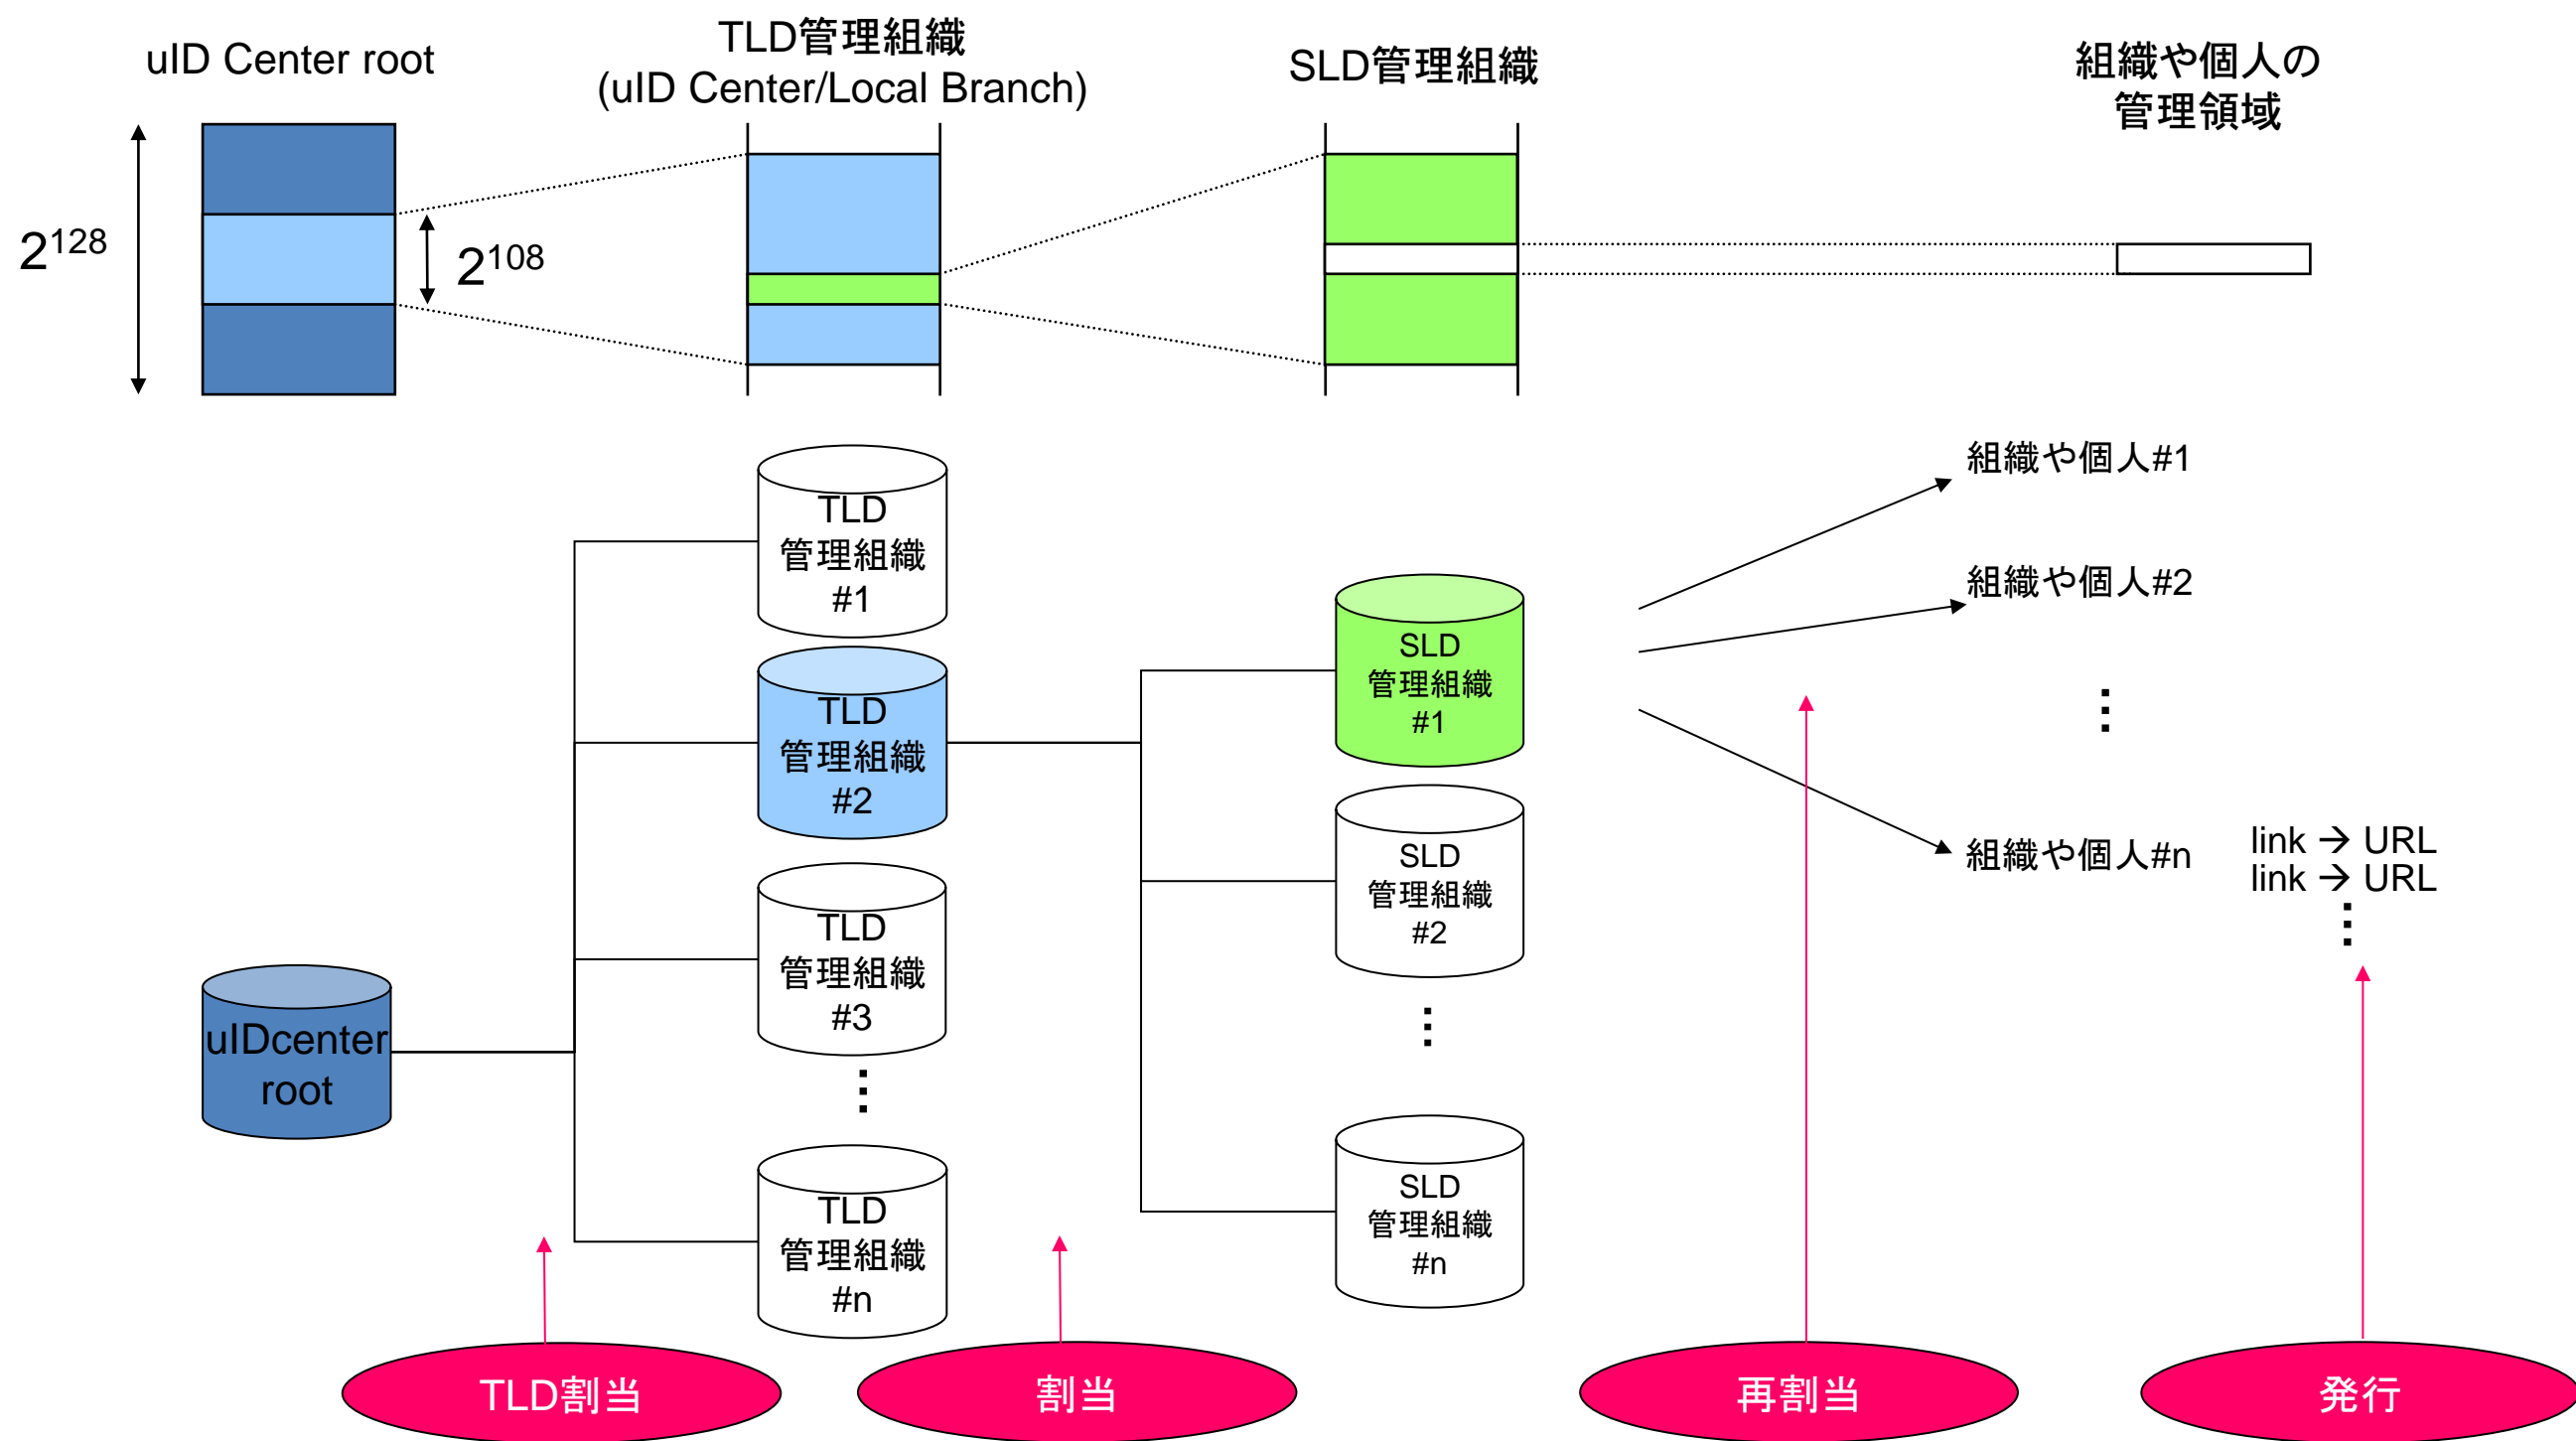 uID Center root
TLD管理組織
(uID Center/Local Branch)
SLD管理組織
組織や個人の
管理領域
2^128
2^108
TLD
管理組織
#1
TLD
管理組織
#2
TLD
管理組織
#3
⋮
TLD
管理組織
#n
uIDcenter
root
SLD
管理組織
#1
SLD
管理組織
#2
⋮
SLD
管理組織
#n
組織や個人#1
組織や個人#2
⋮
組織や個人#n
link → URL
link → URL
⋮
TLD割当
割当
再割当
発行